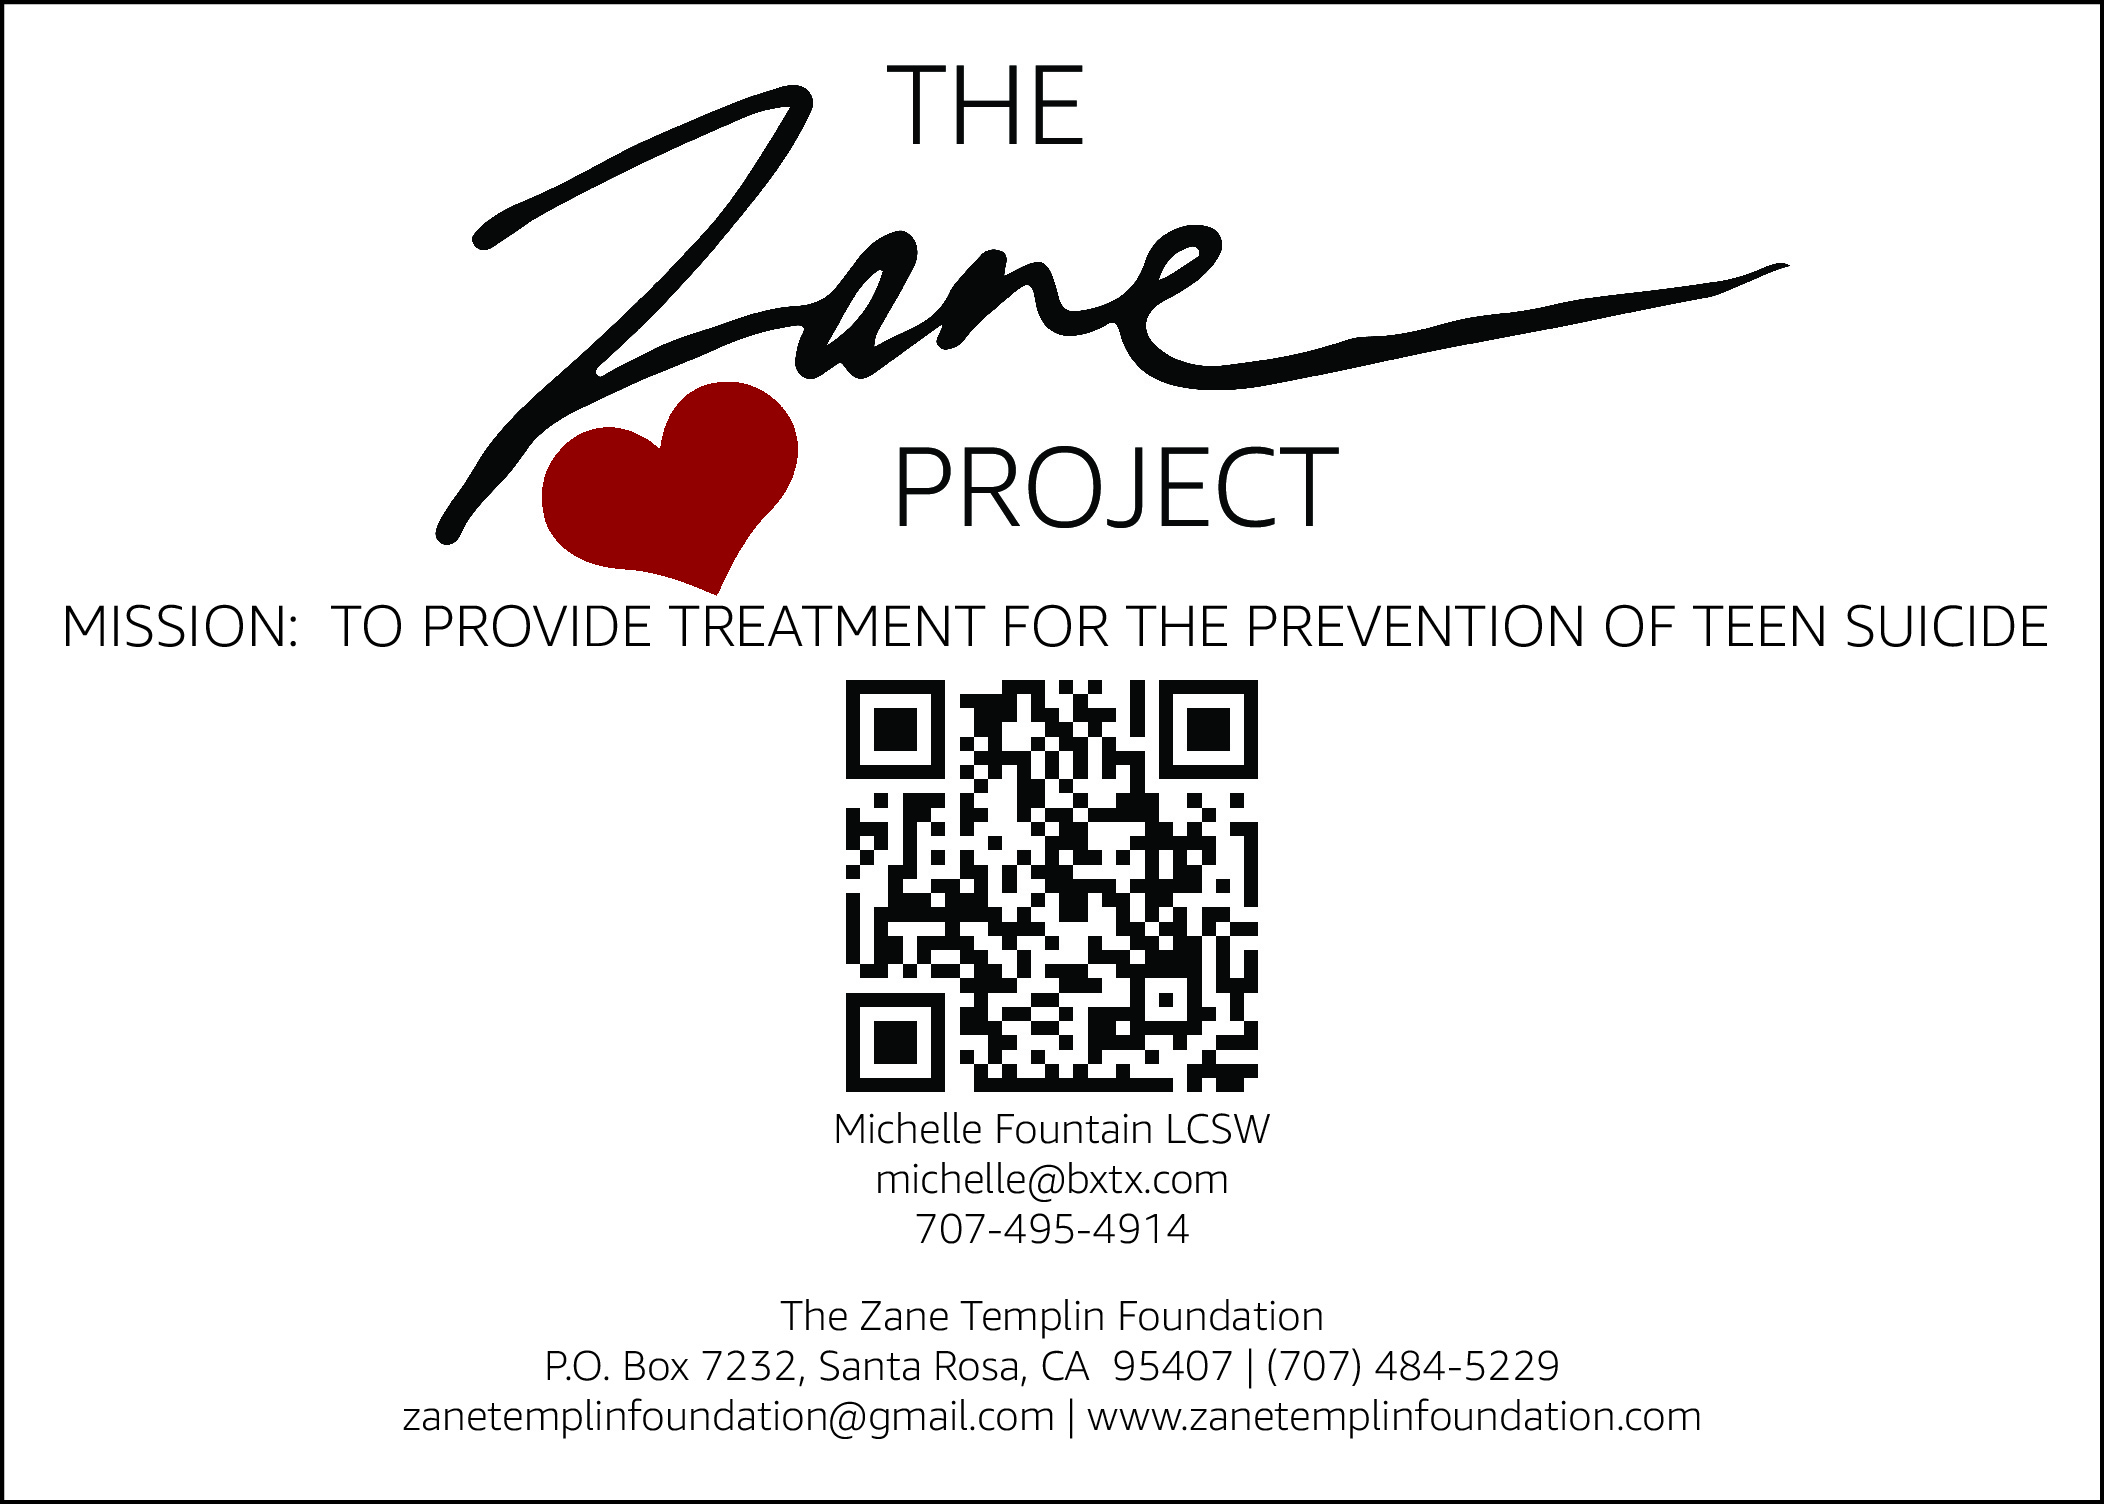 THE
Zane
PROJECT
MISSION:  TO PROVIDE TREATMENT FOR THE PREVENTION OF TEEN SUICIDE
Michelle Fountain LCSW
michelle@bxtx.com
707-495-4914
The Zane Templin Foundation
P.O. Box 7232, Santa Rosa, CA  95407 | (707) 484-5229
zanetemplinfoundation@gmail.com | www.zanetemplinfoundation.com